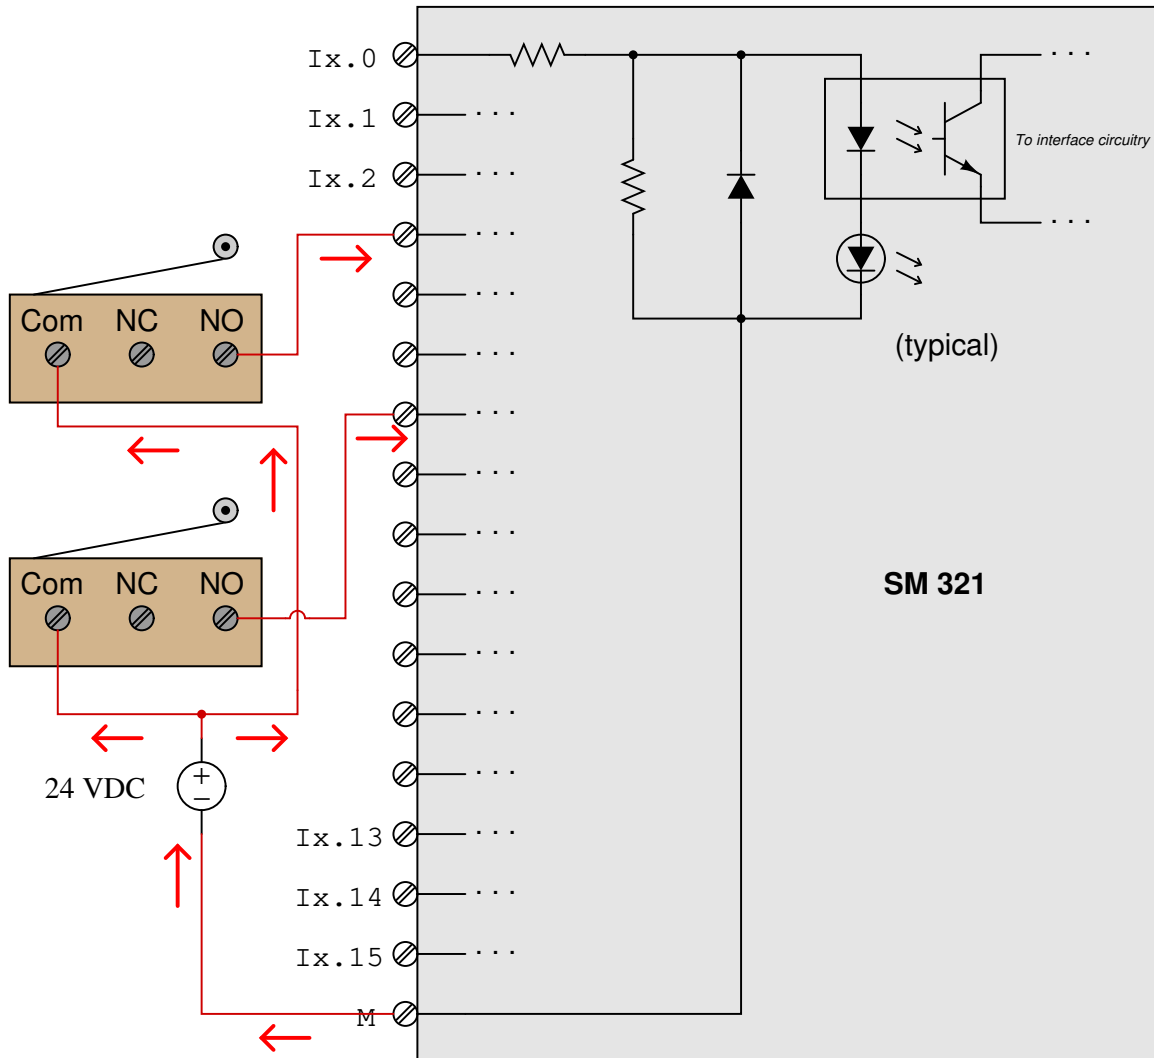 Ix.0
Ix.1
Ix.2
To interface circuitry
Com NC NO
(typical)
Com NC NO
SM 321
24 VDC
+
−
Ix.13
Ix.14
Ix.15
M